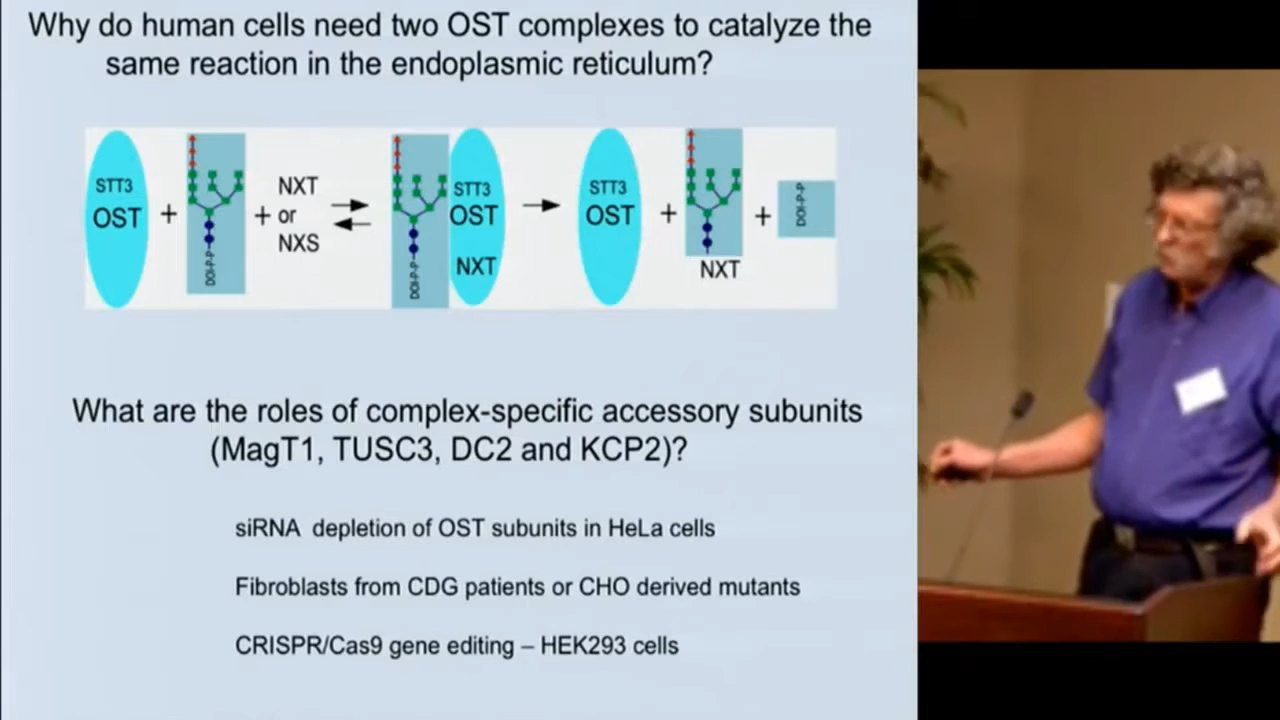 Why do human cells need two OST complexes to catalyze the
same reaction in the endoplasmic reticulum?
STT3
OST
+
DOl-P-P
+
NXT
or
NXS
DOl-P-P
STT3
OST
NXT
STT3
OST
+
NXT
+
DOl-P-P
What are the roles of complex-specific accessory subunits
(MagT1, TUSC3, DC2 and KCP2)?
siRNA depletion of OST subunits in HeLa cells
Fibroblasts from CDG patients or CHO derived mutants
CRISPR/Cas9 gene editing – HEK293 cells